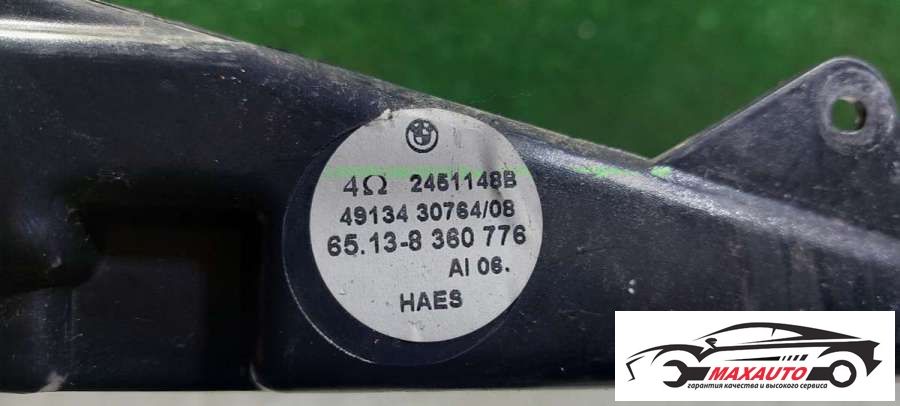 4Ω 2451148B
49134 30764/08
65.13-8 360 776
AI 06.
HAES
MAXAUTO
гарантия качества и высокого сервиса